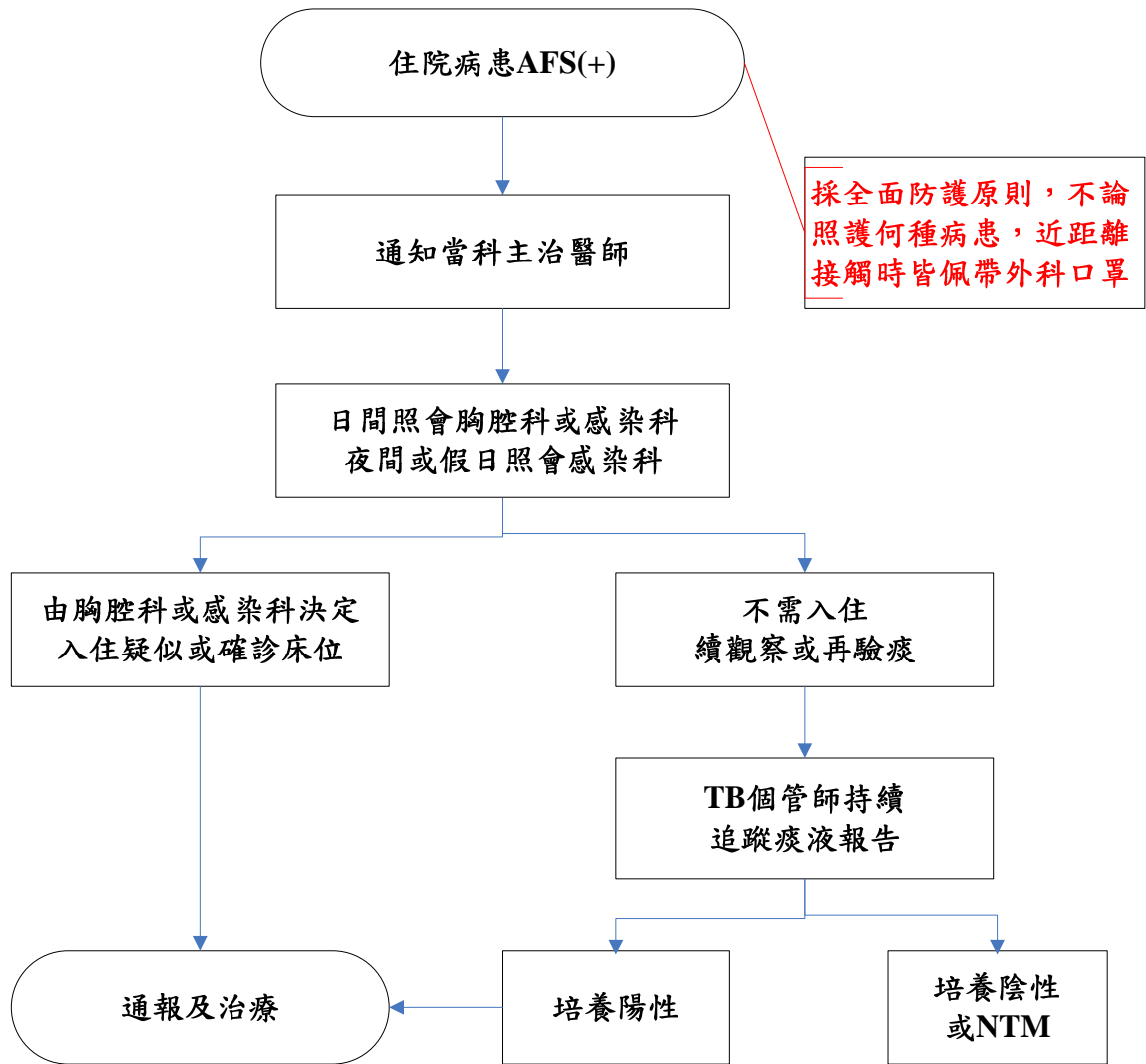 住院病患AFS(+)
採全面防護原則，不論
照護何種病患，近距離
接觸時皆佩帶外科口罩
通知當科主治醫師
日間照會胸腔科或感染科
夜間或假日照會感染科
由胸腔科或感染科決定
入住疑似或確診床位
不需入住
續觀察或再驗痰
TB個管師持續
追蹤痰液報告
通報及治療
培養陽性
培養陰性
或NTM